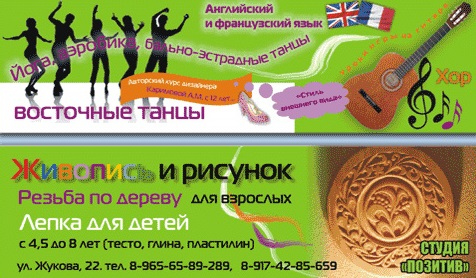 Английский
и французский язык
Йога, аэробика, бально-эстрадные танцы
Авторский курс дизайнера
Каримовой А.М. с 12 лет
«Стиль
внешнего вида»
Хор
восточные танцы
Живопись и рисунок
Резьба по дереву для взрослых
Лепка для детей
с 4,5 до 8 лет (тесто, глина, пластилин)
ул. Жукова, 22. тел. 8-965-65-89-289, 8-917-42-85-659
СТУДИЯ
«ПОЗИТИВ»